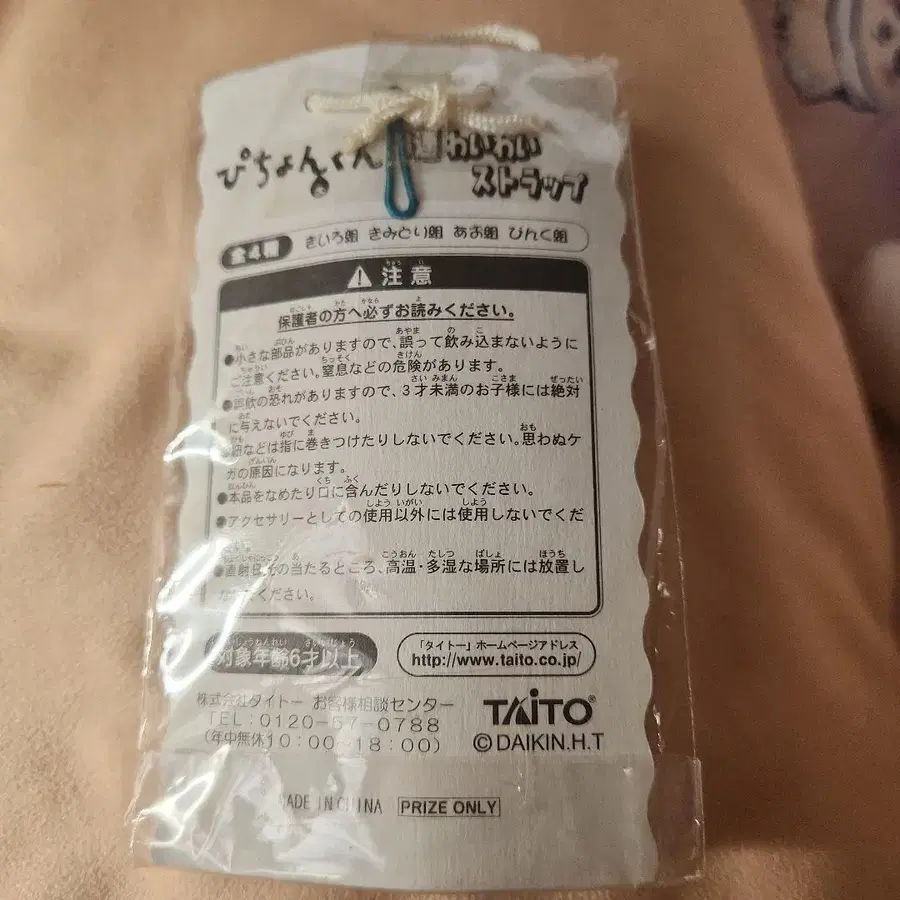 ぴちょんくん 連わいわい
ストラップ
全4種 きいろ組 きみどり組 あお組 ぴんく組
注意
保護者の方へ必ずお読みください。
●小さな部品がありますので、誤って飲み込まないように
ご注意ください。窒息などの危険があります。
●誤飲の恐れがありますので、3才未満のお子様には絶対
に与えないでください。
●紐などは指に巻きつけたりしないでください。思わぬケ
ガの原因になります。
●本品をなめたり口に含んだりしないでください。
●アクセサリーとしての使用以外には使用しないでくだ
●直射日光の当たるところ、高温・多湿な場所には放置し
ないでください。
対象年齢6才以上
「タイトー」ホームページアドレス
http://www.taito.co.jp/
株式会社タイトー お客様相談センター
TEL:0120-57-0788
(年中無休10:00~18:00)
TAITO®
©DAIKIN.H.T
MADE IN CHINA PRIZE ONLY